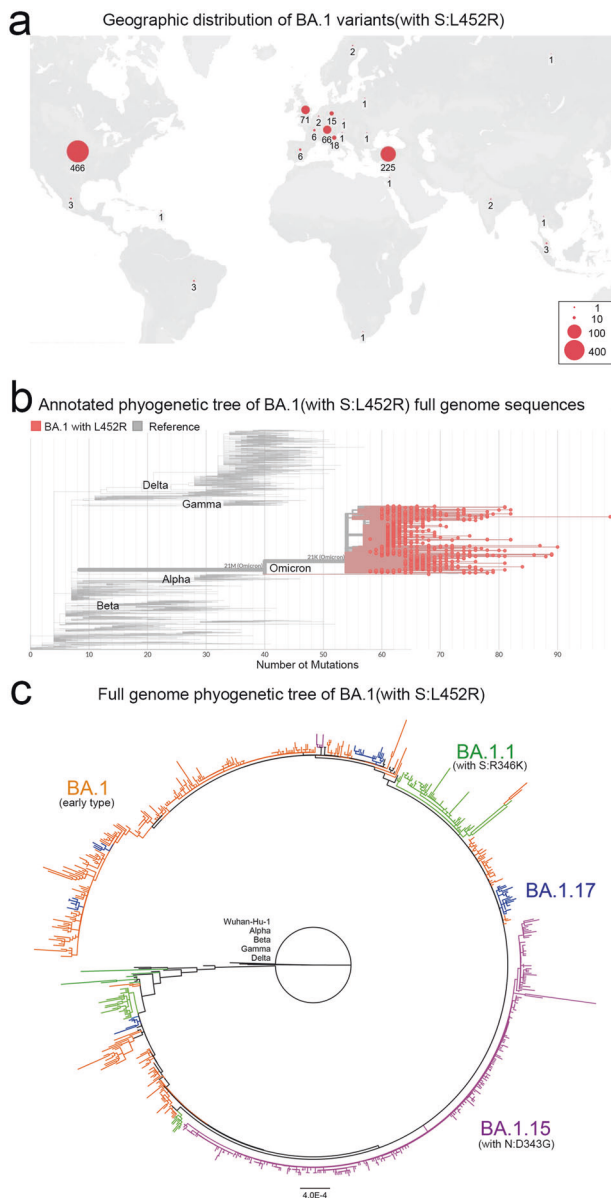 a
Geographic distribution of BA.1 variants(with S:L452R)
2
1
1
71
2
15
1
6
66
1
1
18
466
6
225
1
3
1
2
1
3
3
1
1
10
100
400
b
Annotated phyogenetic tree of BA.1(with S:L452R) full genome sequences
BA.1 with L452R
Reference
Delta
Gamma
21K (Omicron)
21M (Omicron)
Omicron
Alpha
Beta
0 10 20 30 40 50 60 70 80 90
Number ot Mutations
c
Full genome phyogenetic tree of BA.1(with S:L452R)
BA.1.1
(with S:R346K)
BA.1
(early type)
BA.1.17
Wuhan-Hu-1
Alpha
Beta
Gamma
Delta
BA.1.15
(with N:D343G)
4.0E-4